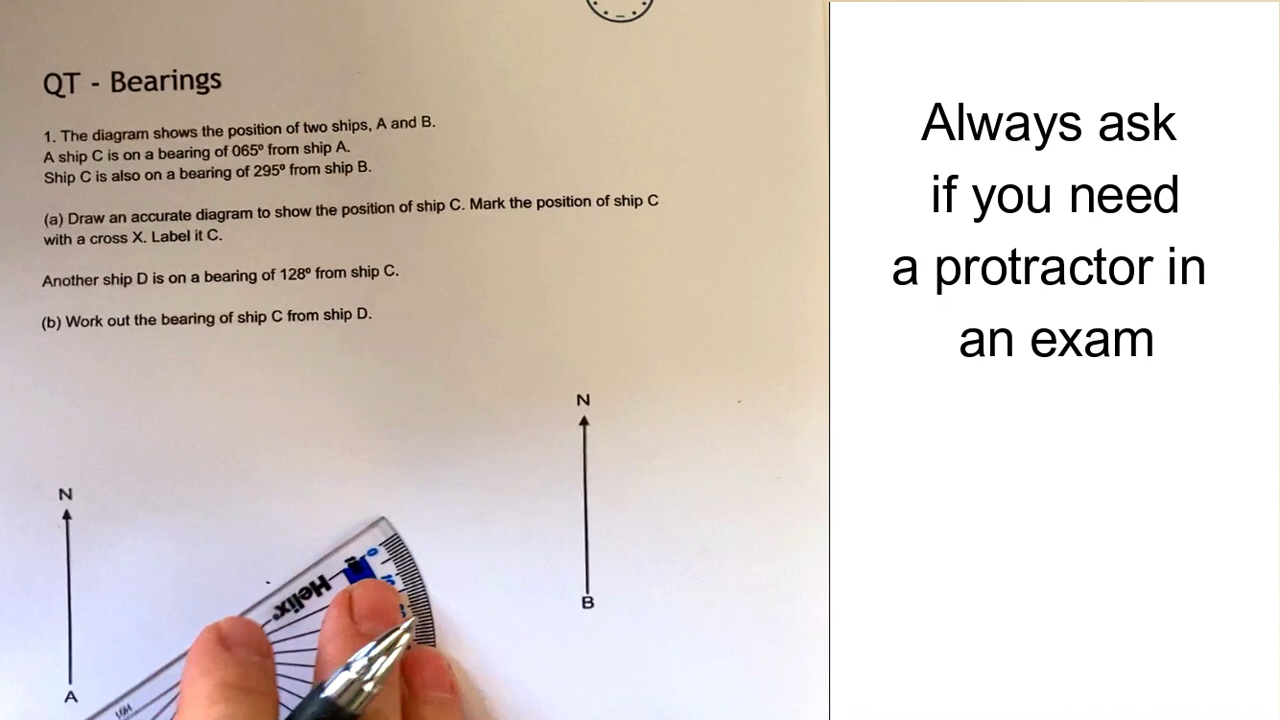 QT - Bearings
1. The diagram shows the position of two ships, A and B.
A ship C is on a bearing of 065º from ship A.
Ship C is also on a bearing of 295º from ship B.
(a) Draw an accurate diagram to show the position of ship C. Mark the position of ship C
with a cross X. Label it C.
Another ship D is on a bearing of 128º from ship C.
(b) Work out the bearing of ship C from ship D.
N
N
B
A
Helix
Always ask
if you need
a protractor in
an exam